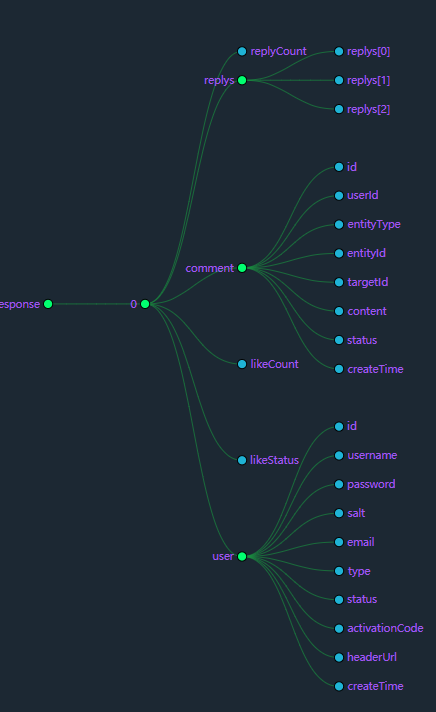 replyCount
replys
replys[0]
replys[1]
replys[2]
comment
id
userId
entityType
entityId
targetId
content
status
createTime
esponse
0
likeCount
likeStatus
user
id
username
password
salt
email
type
status
activationCode
headerUrl
createTime